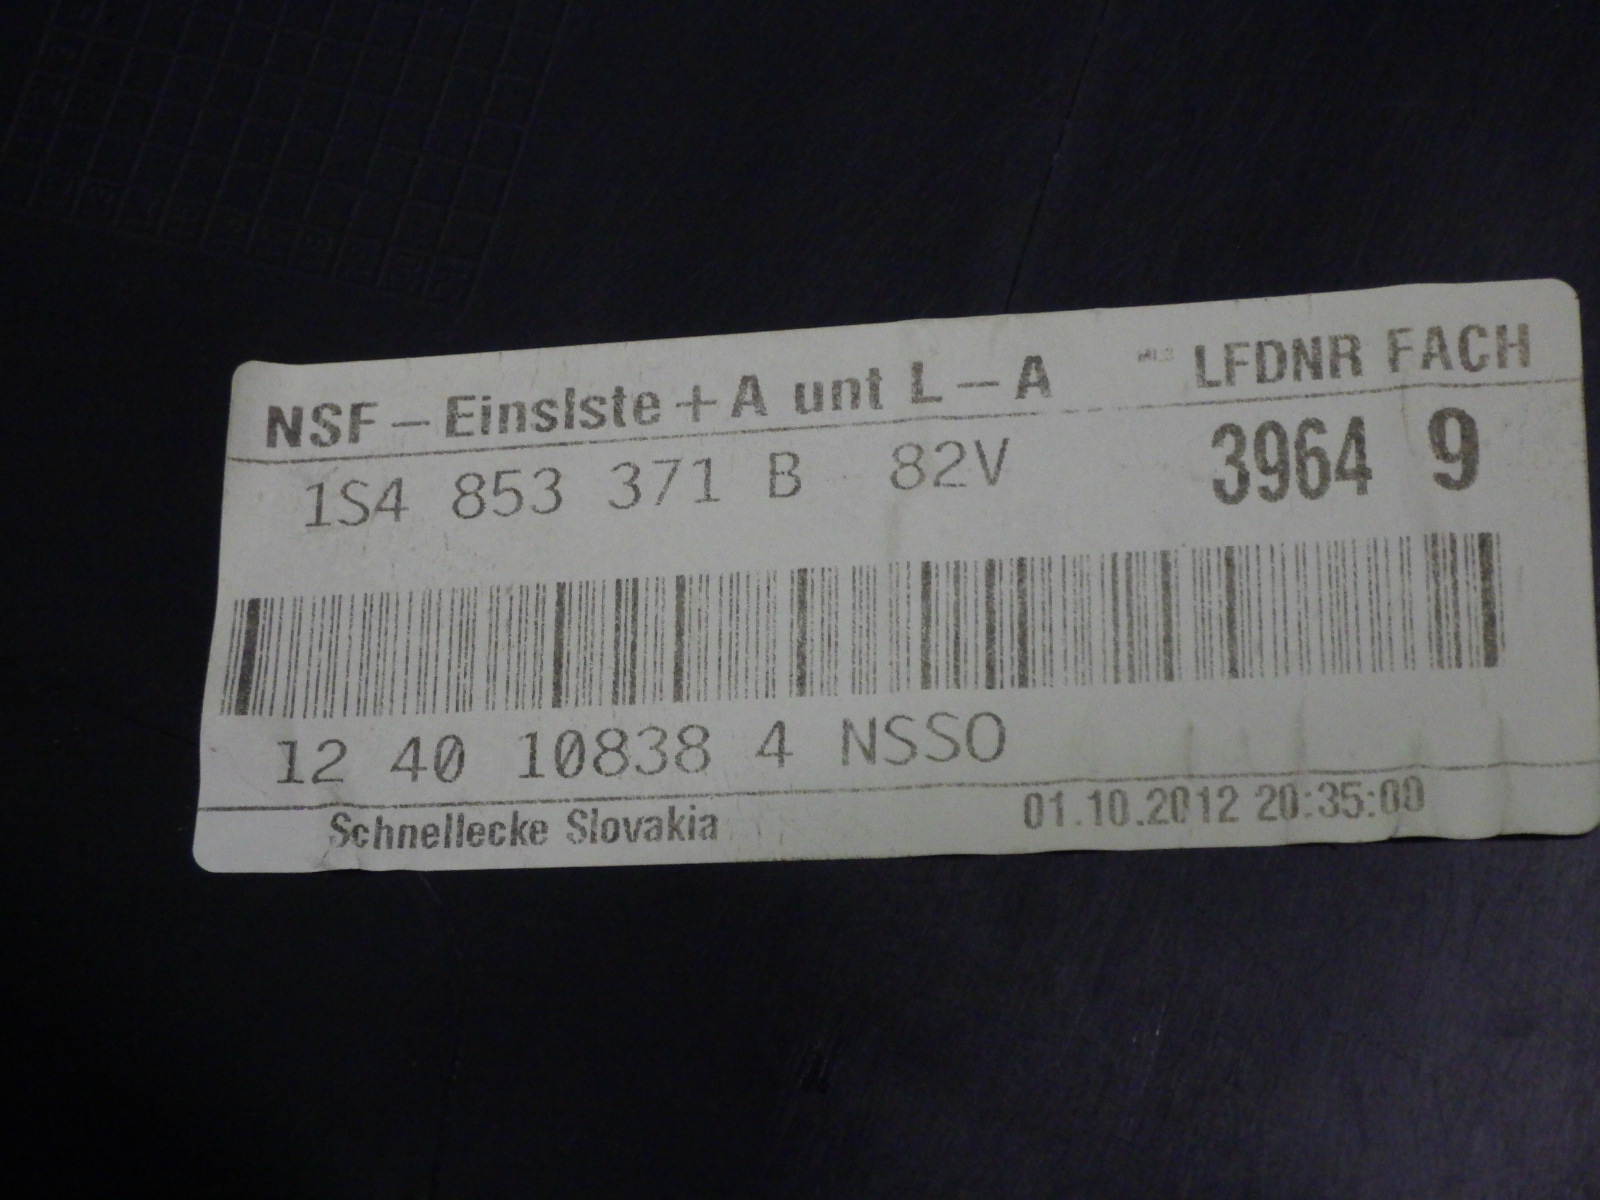 NSF - Einslste + A unt L - A LFDNR FACH
1S4 853 371 B 82V 3964 9
12 40 10838 4 NSSO
Schnellecke Slovakia 01.10.2012 20:35:00